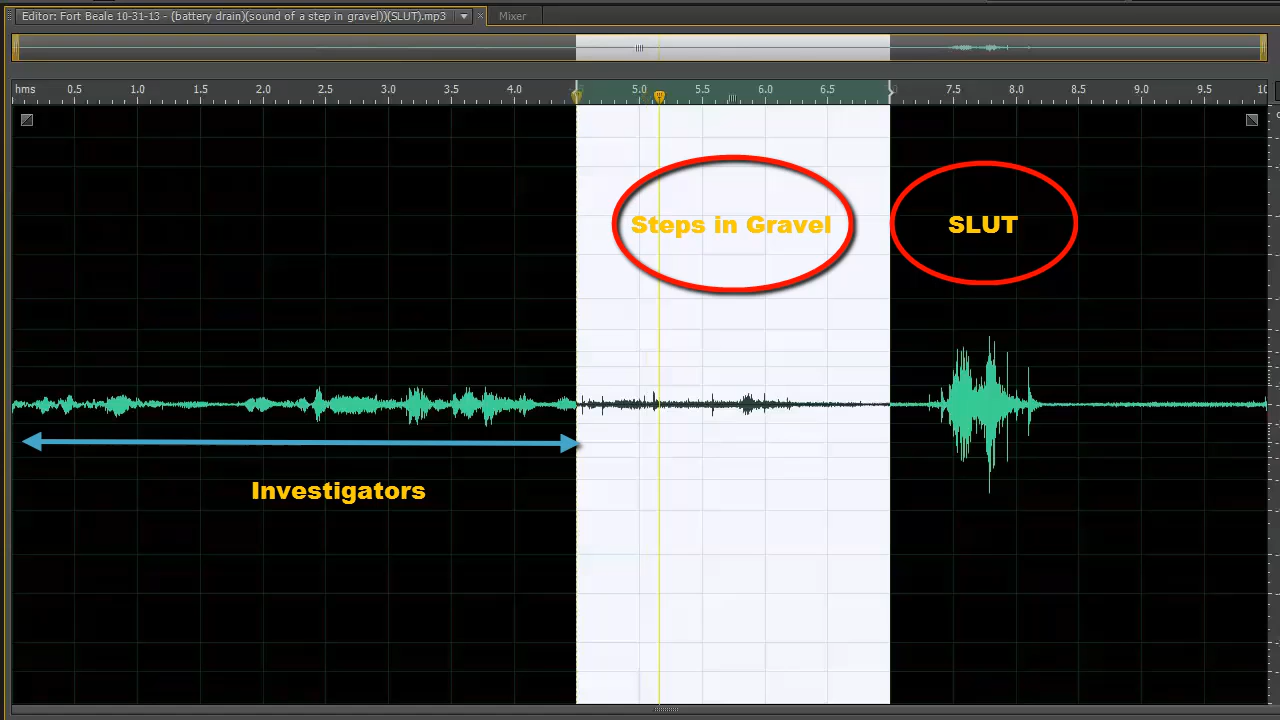 Editor: Fort Beale 10-31-13 - (battery drain)(sound of a step in gravel))(SLUT).mp3 Mixer
hms 0.5 1.0 1.5 2.0 2.5 3.0 3.5 4.0 5.0 5.5 6.0 6.5 7.5 8.0 8.5 9.0 9.5 10
Steps in Gravel SLUT
Investigators